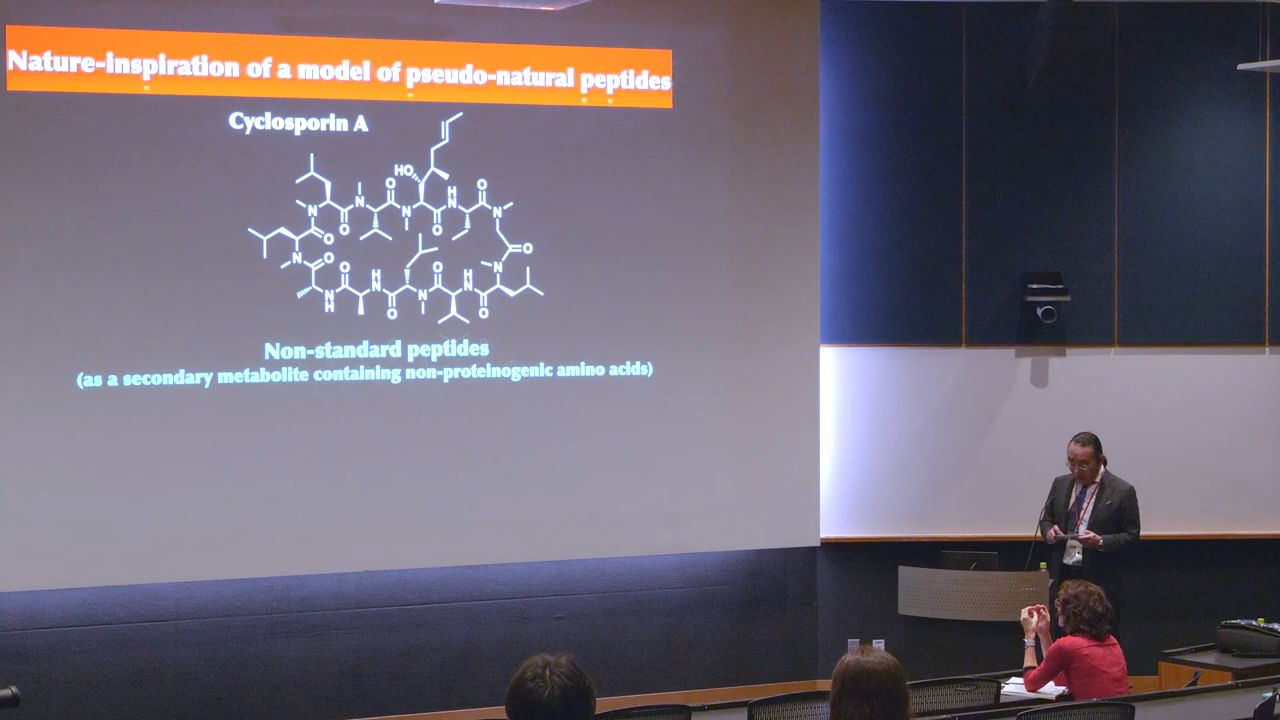 Nature-inspiration of a model of pseudo-natural peptides
Cyclosporin A
HO
O
H
N
O
N
O
N
N
O
O
N
O
O
N
O
O
N
O
H
O
H
N
H
N
O
N
O
O
Non-standard peptides
(as a secondary metabolite containing non-proteinogenic amino acids)